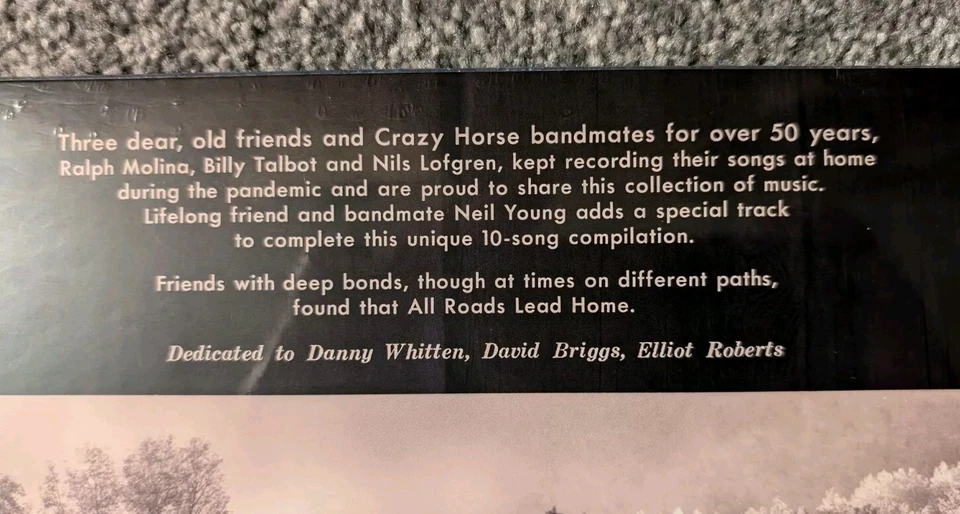 Three dear, old friends and Crazy Horse bandmates for over 50 years,
Ralph Molina, Billy Talbot and Nils Lofgren, kept recording their songs at home
during the pandemic and are proud to share this collection of music.
Lifelong friend and bandmate Neil Young adds a special track
to complete this unique 10-song compilation.
Friends with deep bonds, though at times on different paths,
found that All Roads Lead Home.
Dedicated to Danny Whitten, David Briggs, Elliot Roberts